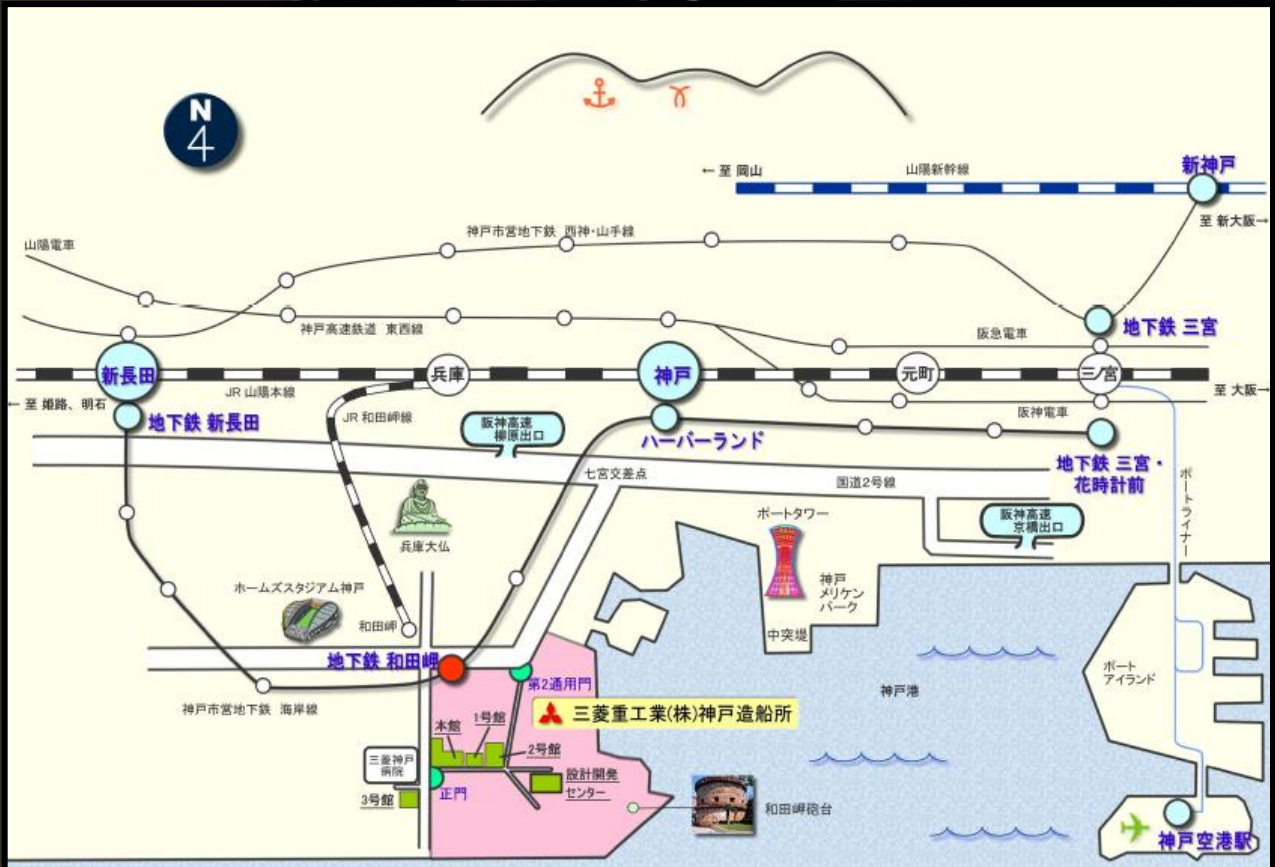 N
4
新神戸
← 至 岡山
山陽新幹線
至 新大阪→
神戸市営地下鉄 西神・山手線
山陽電車
神戸高速鉄道 東西線
阪急電車
地下鉄 三宮
新長田
兵庫
神戸
元町
三ノ宮
JR 山陽本線
← 至 姫路、明石
至 大阪→
JR 和田岬線
阪神電車
地下鉄 新長田
阪神高速
柳原出口
ハーバーランド
地下鉄 三宮・
花時計前
七宮交差点
国道2号線
ポートライナー
ポートタワー
阪神高速
京橋出口
兵庫大仏
神戸
メリケン
パーク
ホームズスタジアム神戸
和田岬
中突堤
地下鉄 和田岬
ポート
アイランド
第2通用門
神戸港
神戸市営地下鉄 海岸線
三菱重工業(株)神戸造船所
本館
1号館
2号館
三菱神戸
病院
設計開発
センター
3号館
正門
和田岬砲台
神戸空港駅